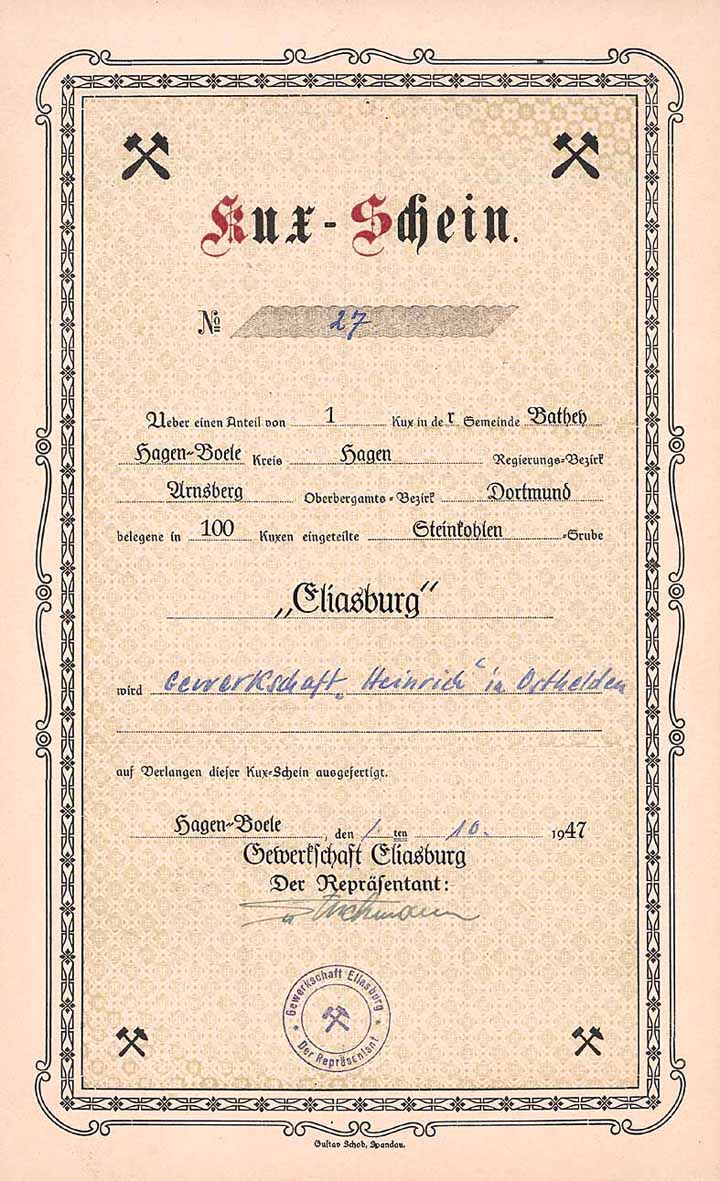 Kux-Schein.
No 27
Ueber einen Anteil von 1 Kux in der Gemeinde Bathey
Hagen-Boele Kreis Hagen Regierungs-Bezirk
Arnsberg Oberbergamts-Bezirk Dortmund
belegene in 100 Kuxen eingeteilte Steinkohlen-Grube
„Eliasburg“
wird Gewerkschaft „Heinrich“ in Osthelden
auf Verlangen dieser Kux-Schein ausgefertigt.
Hagen-Boele, den 1. ten 10. 1947
Gewerkschaft Eliasburg
Der Repräsentant:
Gewerkschaft Eliasburg
* Der Repräsentant *
Gustav Schob, Spandau.